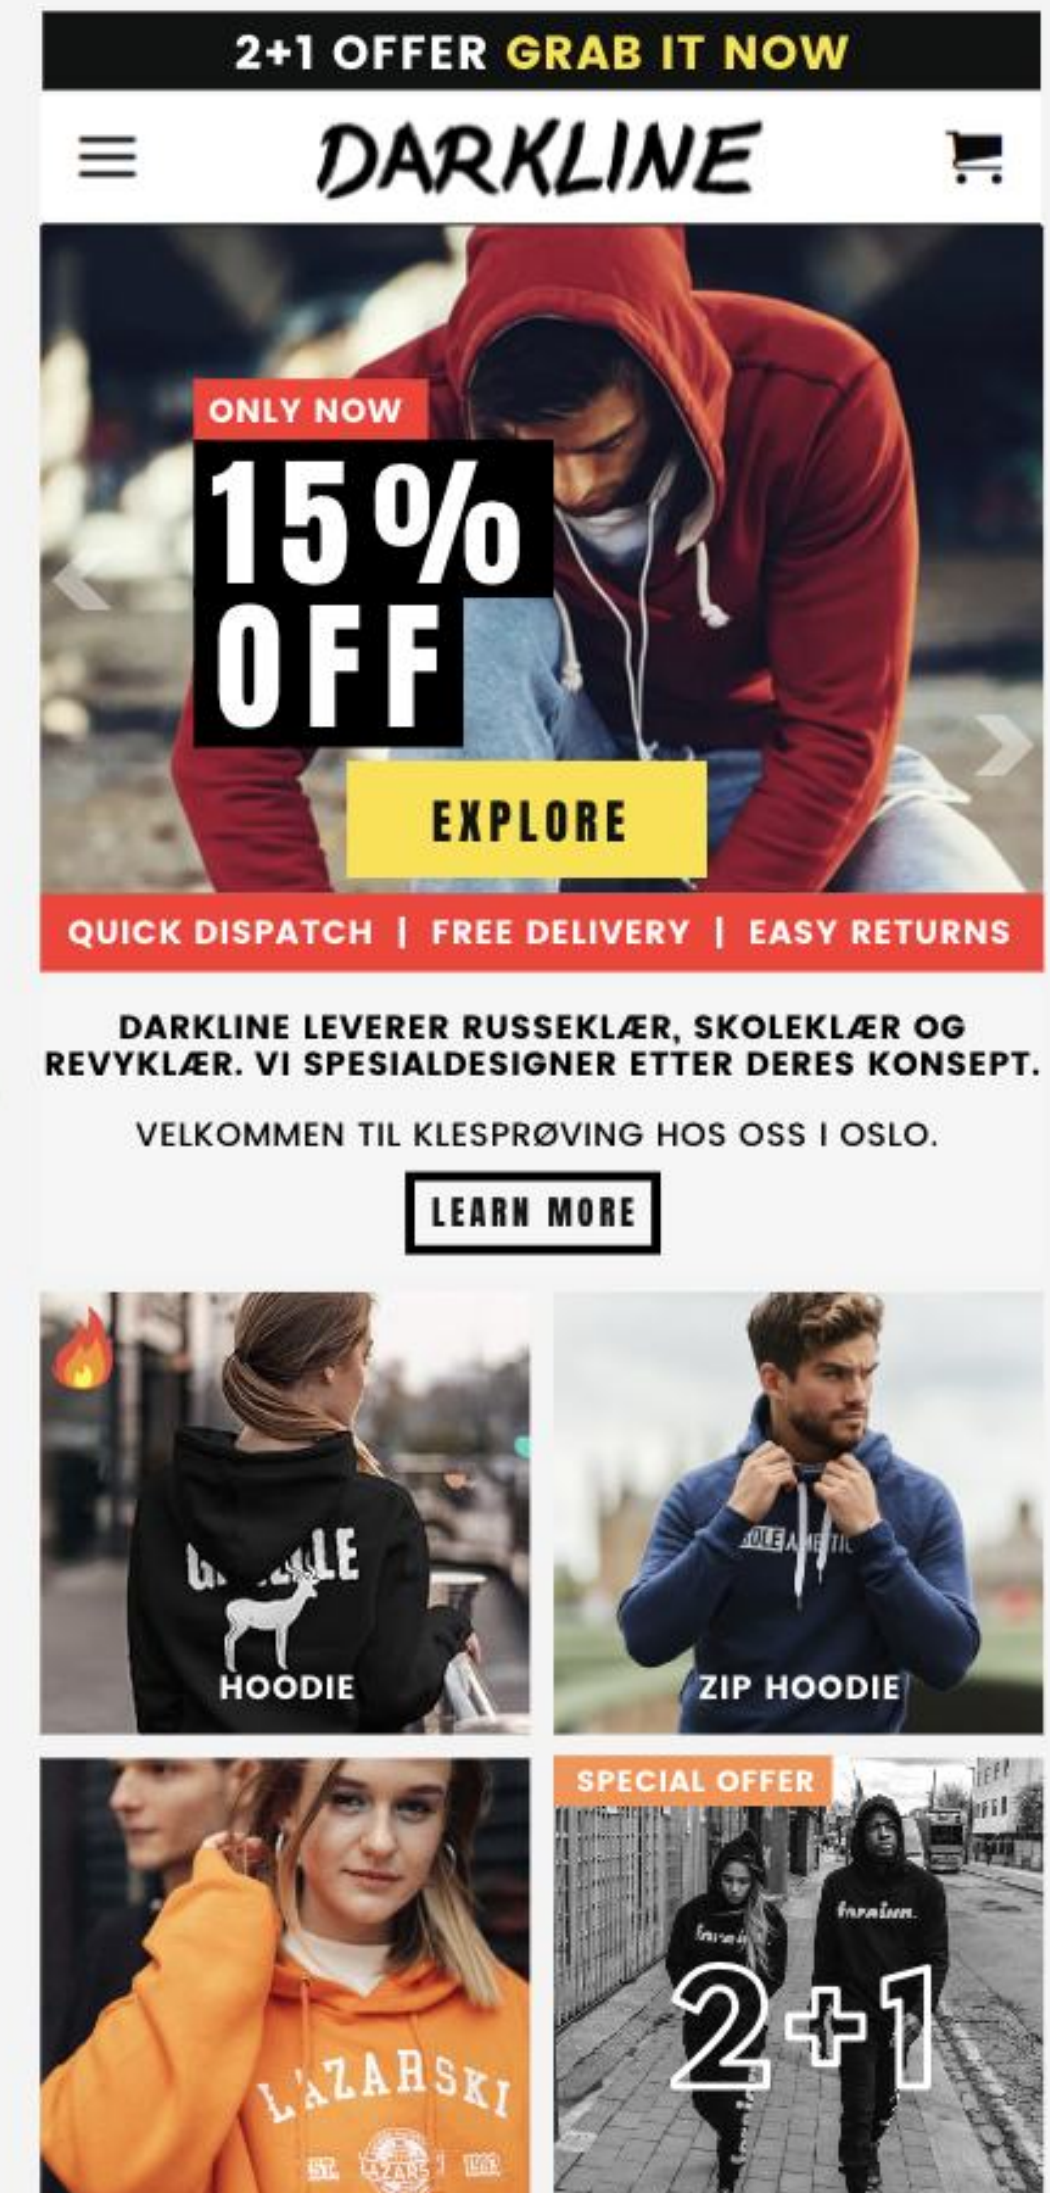 2+1 OFFER GRAB IT NOW
DARKLINE
ONLY NOW
15%
OFF
EXPLORE
QUICK DISPATCH | FREE DELIVERY | EASY RETURNS
DARKLINE LEVERER RUSSEKLÆR, SKOLEKLÆR OG
REVYKLÆR. VI SPESIALDESIGNER ETTER DERES KONSEPT.
VELKOMMEN TIL KLESPRØVING HOS OSS I OSLO.
LEARN MORE
HOODIE
ZIP HOODIE
SPECIAL OFFER
2+1
LAZARSKI